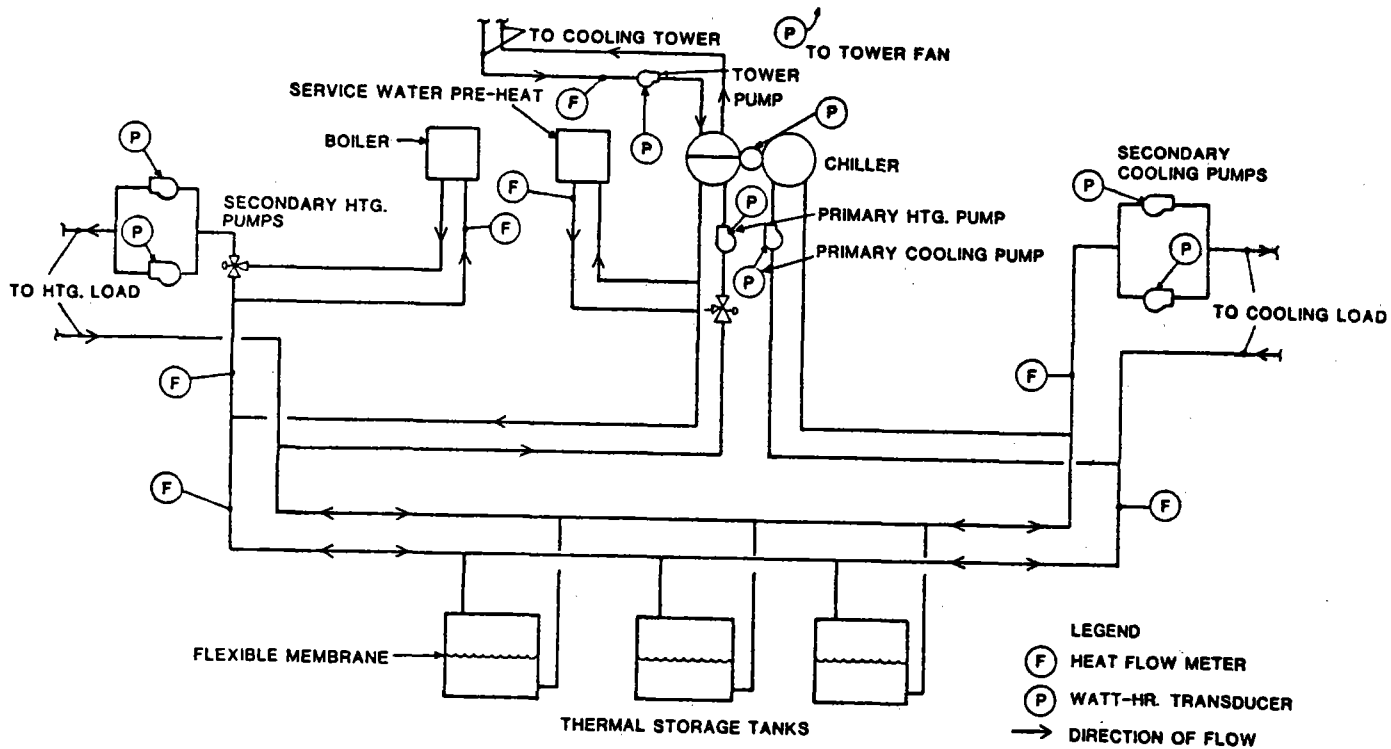 TO COOLING TOWER
P
TO TOWER FAN
TOWER
PUMP
F
P
SERVICE WATER PRE-HEAT
P
P
BOILER
CHILLER
SECONDARY
COOLING PUMPS
P
F
SECONDARY HTG.
PUMPS
F
P
PRIMARY HTG. PUMP
P
P
PRIMARY COOLING PUMP
P
TO HTG. LOAD
TO COOLING LOAD
F
F
F
F
FLEXIBLE MEMBRANE
THERMAL STORAGE TANKS
LEGEND
F HEAT FLOW METER
P WATT-HR. TRANSDUCER
DIRECTION OF FLOW